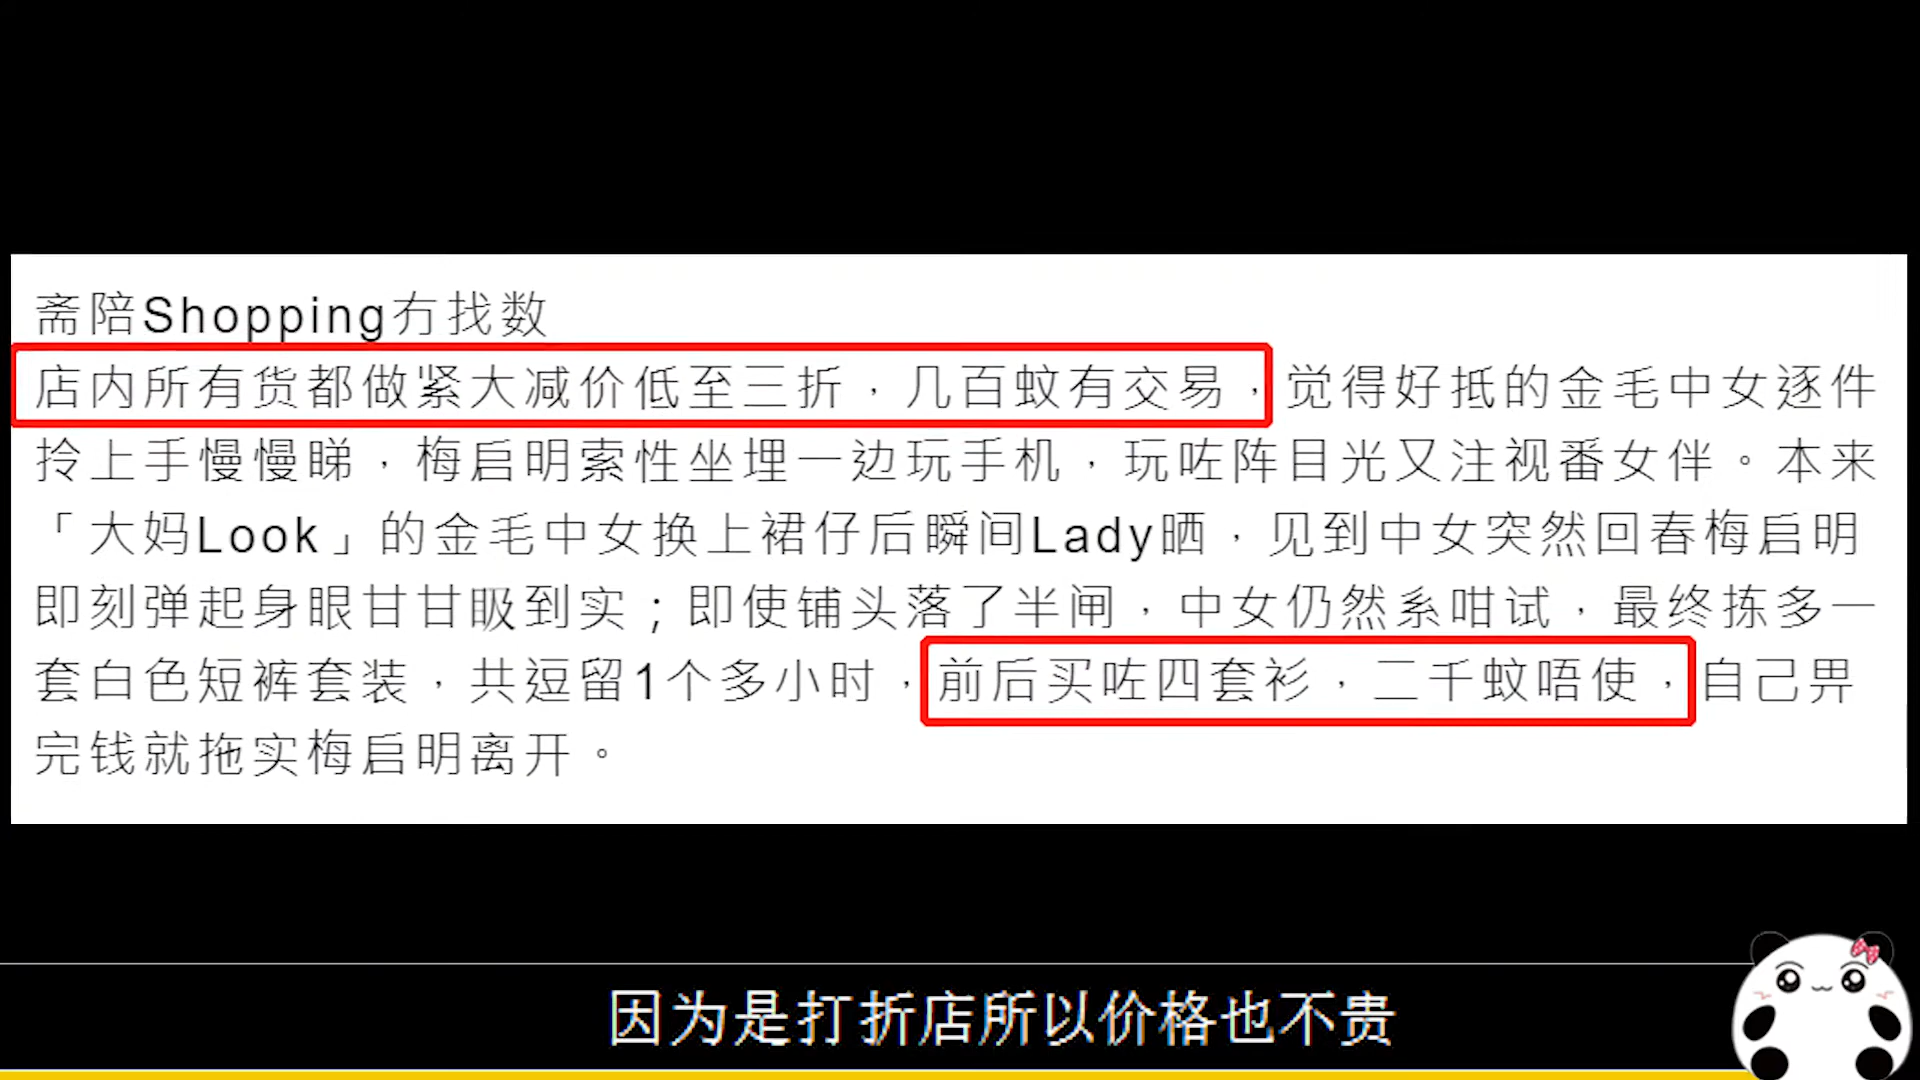 斋陪Shopping冇找数
店内所有货都做紧大减价低至三折，几百蚊有交易，觉得好抵的金毛中女逐件
拎上手慢慢睇，梅启明索性坐埋一边玩手机，玩咗阵目光又注视番女伴。本来
「大妈Look」的金毛中女换上裙仔后瞬间Lady晒，见到中女突然回春梅启明
即刻弹起身眼甘甘眅到实；即使铺头落了半闸，中女仍然系咁试，最终拣多一
套白色短裤套装，共逗留1个多小时，前后买咗四套衫，二千蚊唔使，自己畀
完钱就拖实梅启明离开。
因为是打折店所以价格也不贵